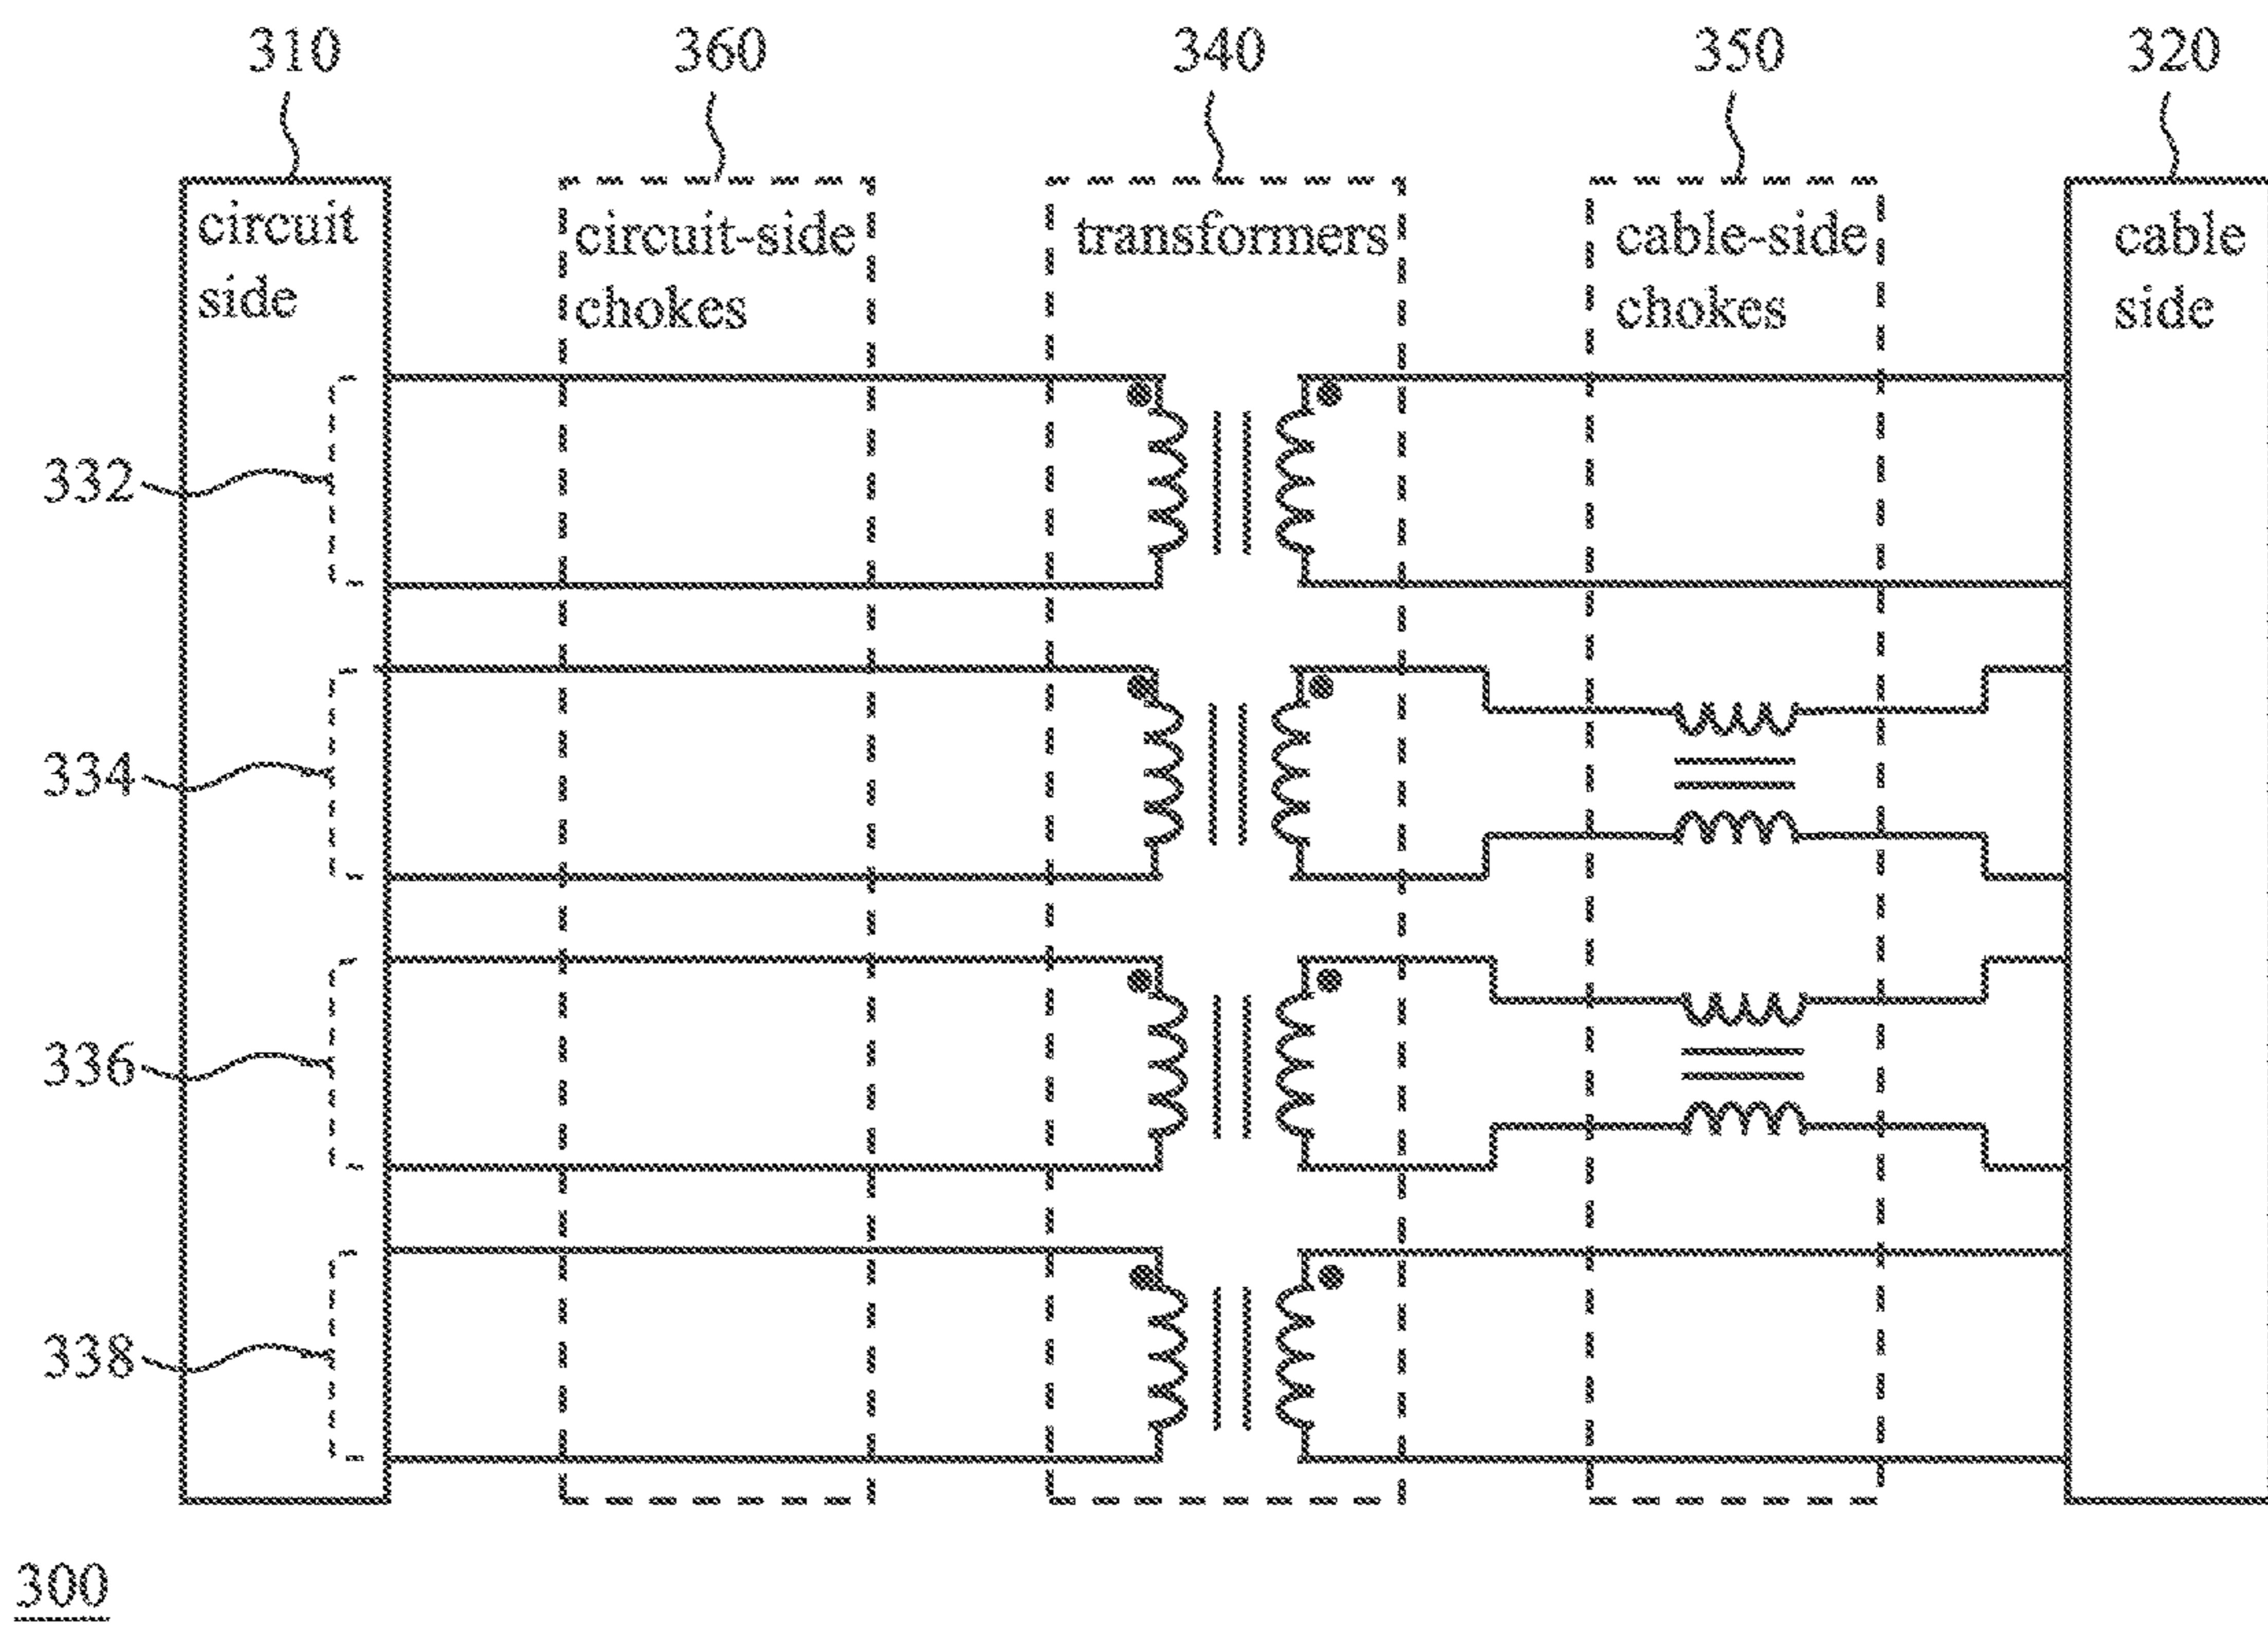 310
360
340
350
320
circuit
side
circuit-side
chokes
transformers
cable-side
chokes
cable
side
332
334
336
338
300